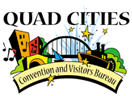 QUAD CITIES
Convention and Visitors Bureau